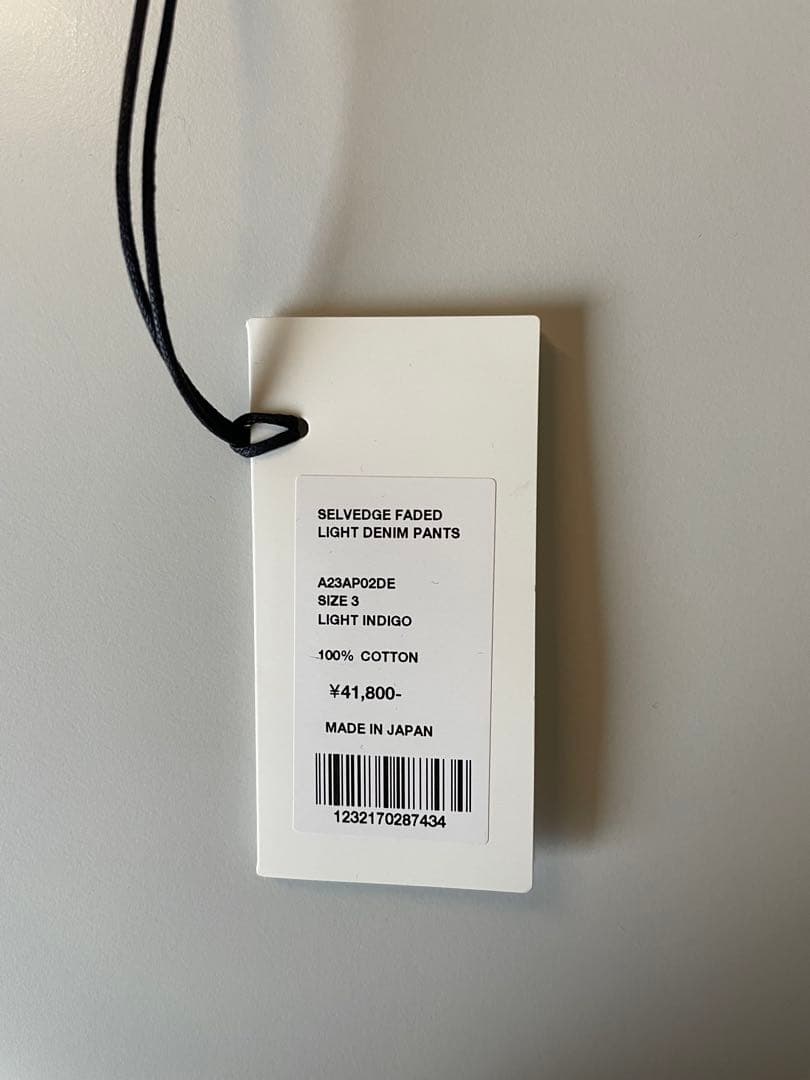 SELVEDGE FADED
LIGHT DENIM PANTS
A23AP02DE
SIZE 3
LIGHT INDIGO
100% COTTON
¥41,800-
MADE IN JAPAN
1232170287434